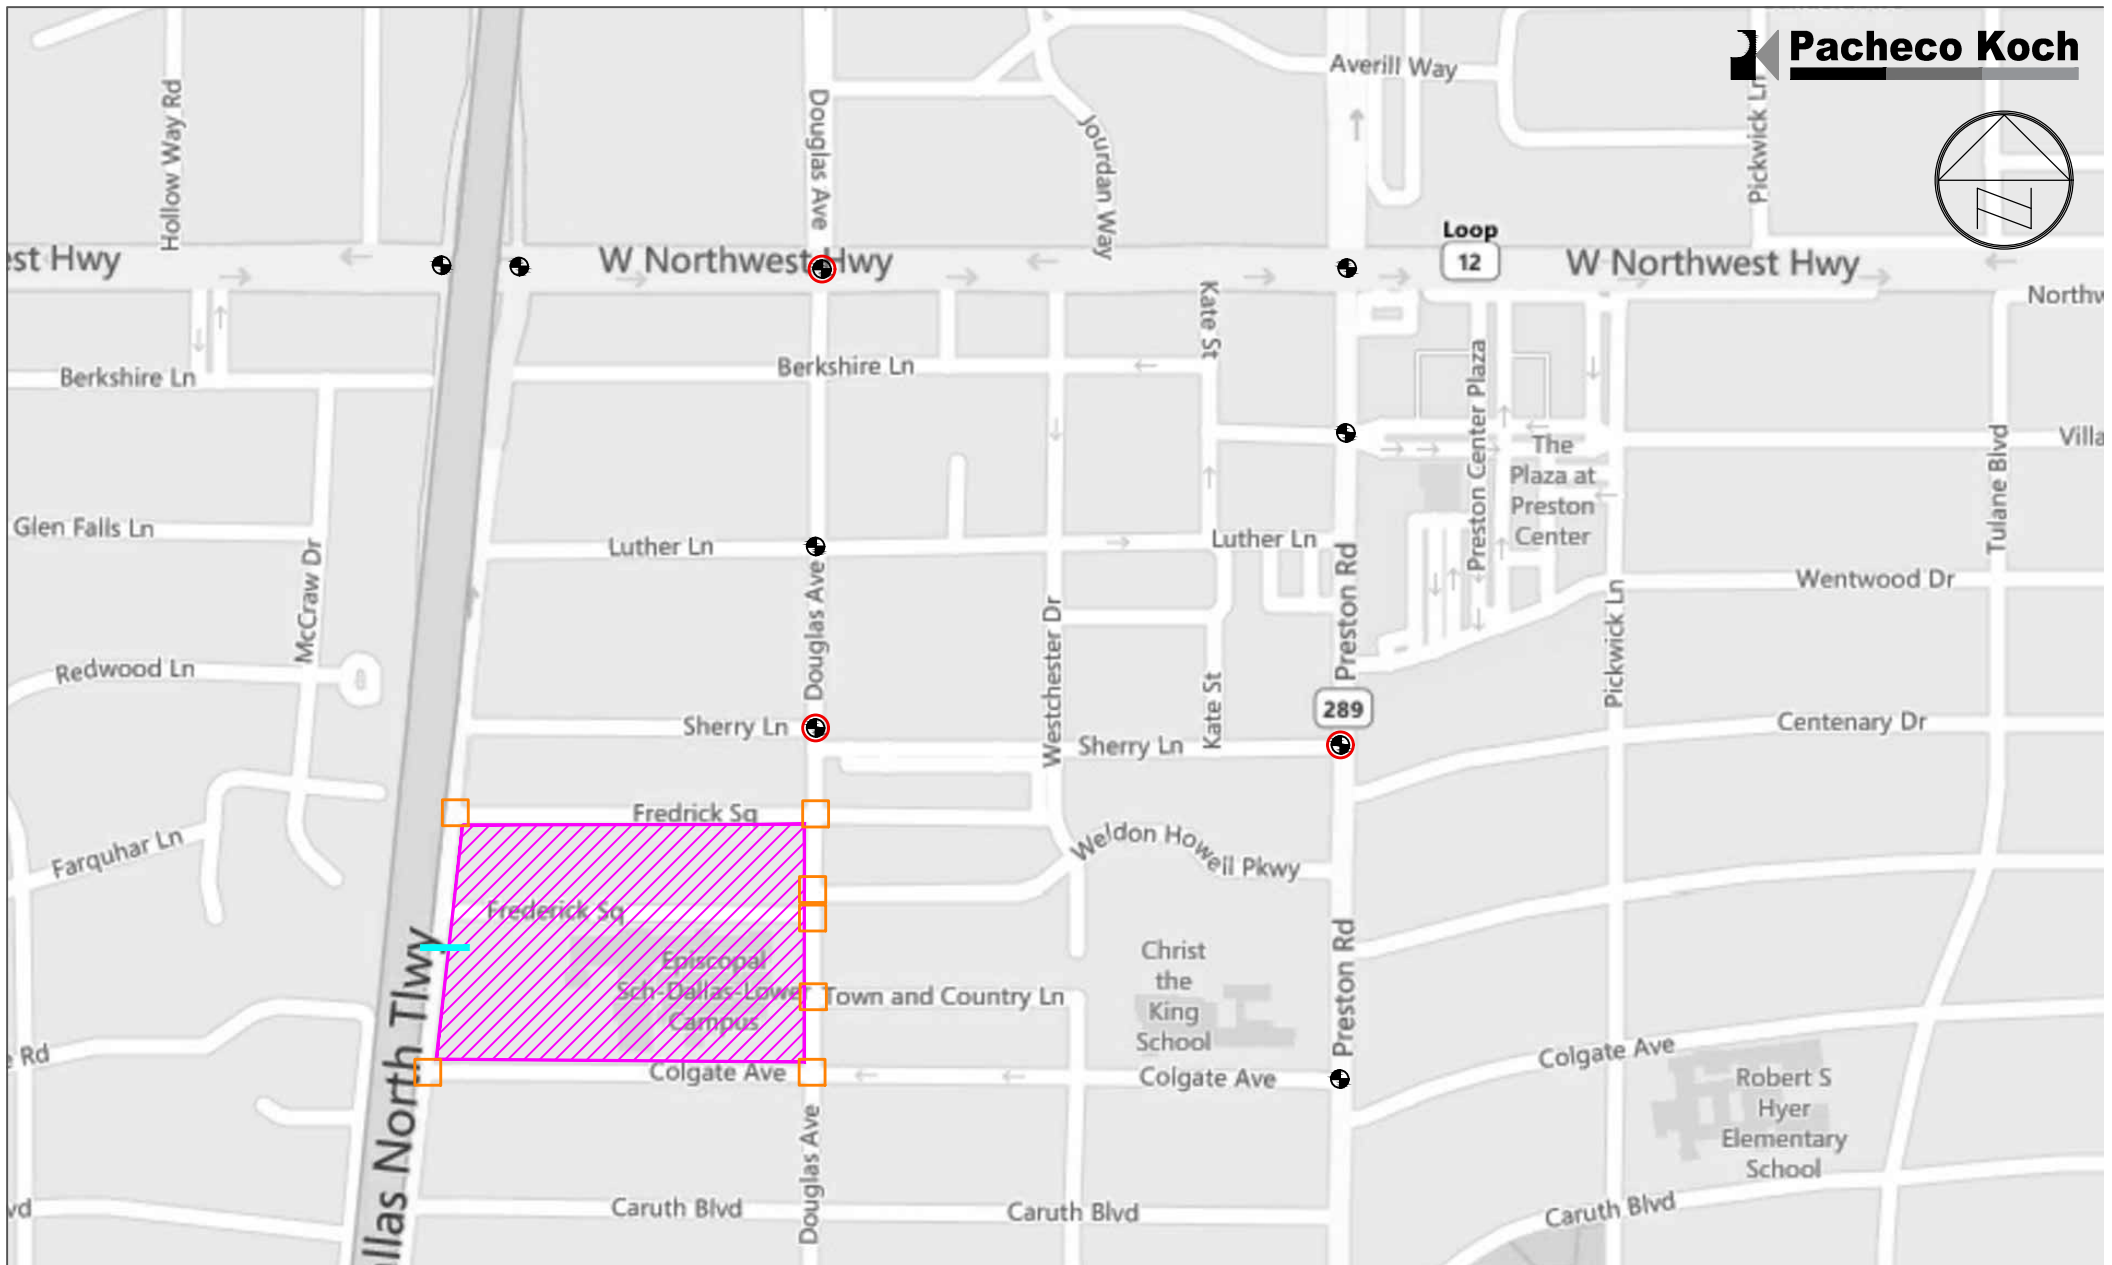 Pacheco Koch
Averill Way
Hollow Way Rd
Douglas Ave
Jourdan Way
Pickwick Ln
Loop
12
est Hwy
W Northwest Hwy
W Northwest Hwy
Northw
Kate St
Berkshire Ln
Berkshire Ln
Preston Center Plaza
The
Plaza at
Preston
Center
Villa
Tulane Blvd
Glen Falls Ln
McCraw Dr
Luther Ln
Luther Ln
Douglas Ave
Westchester Dr
Preston Rd
Pickwick Ln
Wentwood Dr
Redwood Ln
Kate St
289
Centenary Dr
Sherry Ln
Sherry Ln
Fredrick Sq
Farquhar Ln
Weldon Howell Pkwy
Frederick Sq
Episcopal
Sch-Dallas-Lower
Campus
Town and Country Ln
Christ
the
King
School
Preston Rd
e Rd
Colgate Ave
Colgate Ave
Colgate Ave
Robert S
Hyer
Elementary
School
allas North Tlwy
Douglas Ave
vd
Caruth Blvd
Caruth Blvd
Caruth Blvd